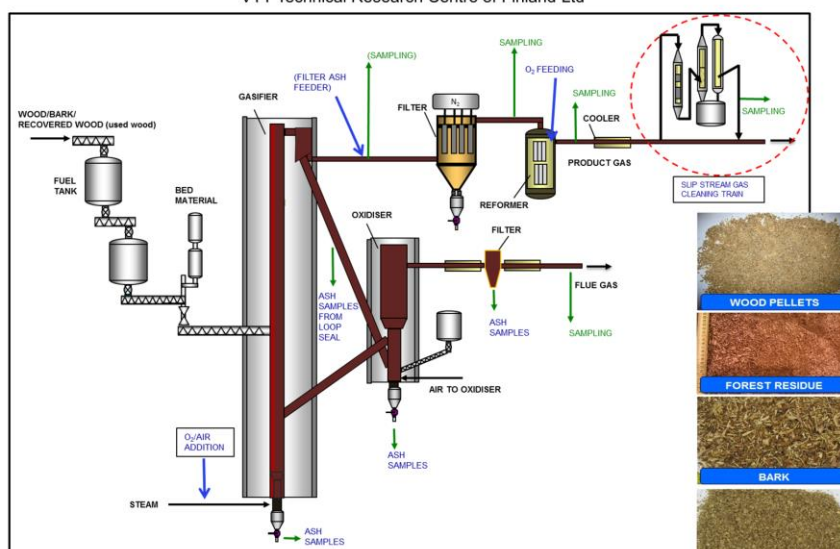 VTT Technical Research Centre of Finland Ltd
(SAMPLING)
SAMPLING
O₂ FEEDING
(FILTER ASH
FEEDER)
GASIFIER
FILTER
N₂
SAMPLING
COOLER
SAMPLING
WOOD/BARK/
RECOVERED WOOD (used wood)
PRODUCT GAS
FUEL
TANK
BED
MATERIAL
REFORMER
SLIP STREAM GAS
CLEANING TRAIN
OXIDISER
FILTER
FLUE GAS
ASH
SAMPLES
FROM
LOOP
SEAL
ASH
SAMPLES
SAMPLING
WOOD PELLETS
AIR TO OXIDISER
FOREST RESIDUE
O₂/AIR
ADDITION
ASH
SAMPLES
BARK
STEAM
ASH
SAMPLES